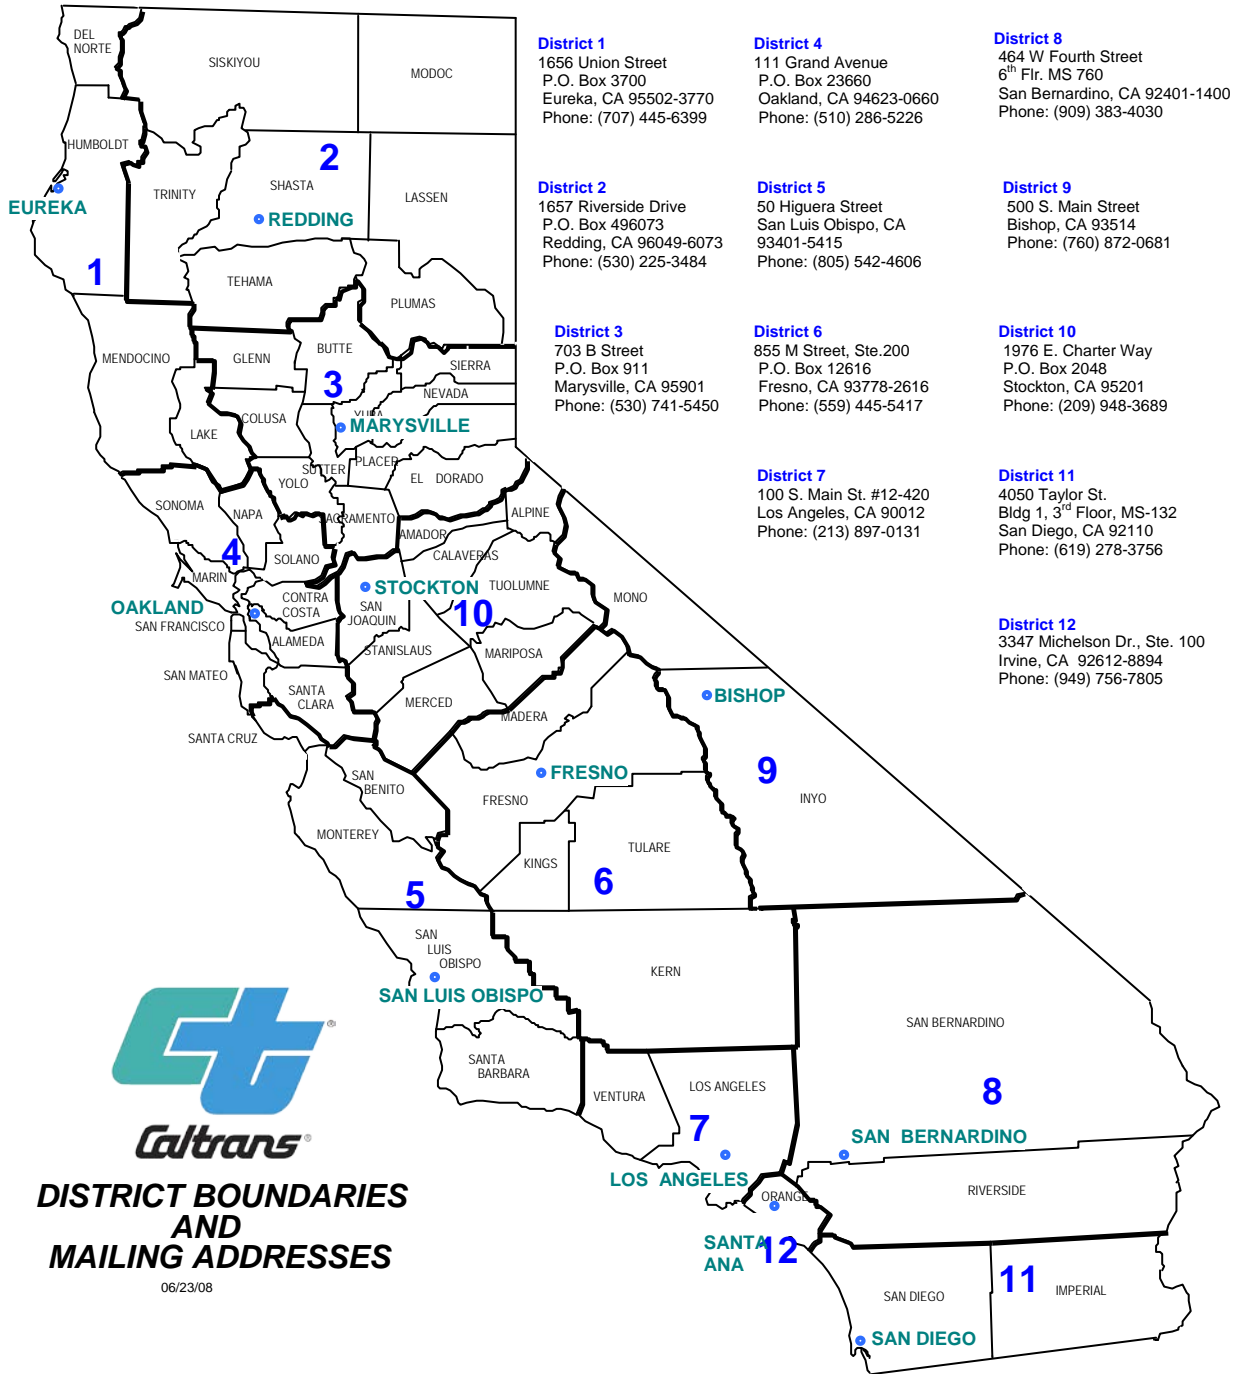 District 1
1656 Union Street
P.O. Box 3700
Eureka, CA 95502-3770
Phone: (707) 445-6399
District 4
111 Grand Avenue
P.O. Box 23660
Oakland, CA 94623-0660
Phone: (510) 286-5226
District 8
464 W Fourth Street
6th Flr. MS 760
San Bernardino, CA 92401-1400
Phone: (909) 383-4030
District 2
1657 Riverside Drive
P.O. Box 496073
Redding, CA 96049-6073
Phone: (530) 225-3484
District 5
50 Higuera Street
San Luis Obispo, CA
93401-5415
Phone: (805) 542-4606
District 9
500 S. Main Street
Bishop, CA 93514
Phone: (760) 872-0681
District 3
703 B Street
P.O. Box 911
Marysville, CA 95901
Phone: (530) 741-5450
District 6
855 M Street, Ste.200
P.O. Box 12616
Fresno, CA 93778-2616
Phone: (559) 445-5417
District 10
1976 E. Charter Way
P.O. Box 2048
Stockton, CA 95201
Phone: (209) 948-3689
District 7
100 S. Main St. #12-420
Los Angeles, CA 90012
Phone: (213) 897-0131
District 11
4050 Taylor St.
Bldg 1, 3rd Floor, MS-132
San Diego, CA 92110
Phone: (619) 278-3756
District 12
3347 Michelson Dr., Ste. 100
Irvine, CA 92612-8894
Phone: (949) 756-7805
DEL
NORTE
SISKIYOU
MODOC
HUMBOLDT
2
TRINITY
SHASTA
LASSEN
EUREKA
REDDING
1
TEHAMA
PLUMAS
MENDOCINO
GLENN
BUTTE
SIERRA
3
NEVADA
COLUSA
YUBA
MARYSVILLE
LAKE
SUTTER
PLACER
YOLO
EL DORADO
SONOMA
NAPA
SACRAMENTO
ALPINE
AMADOR
4
SOLANO
CALAVERAS
MARIN
STOCKTON
TUOLUMNE
MONO
CONTRA
COSTA
OAKLAND
SAN
JOAQUIN
10
SAN FRANCISCO
ALAMEDA
STANISLAUS
MARIPOSA
SAN MATEO
SANTA
CLARA
MERCED
BISHOP
MADERA
SANTA CRUZ
SAN
BENITO
FRESNO
9
FRESNO
INYO
MONTEREY
TULARE
KINGS
6
5
SAN
LUIS
OBISPO
KERN
SAN LUIS OBISPO
SAN BERNARDINO
SANTA
BARBARA
LOS ANGELES
VENTURA
8
7
SAN BERNARDINO
LOS ANGELES
RIVERSIDE
ORANGE
SANTA
ANA
12
11
SAN DIEGO
IMPERIAL
SAN DIEGO
®
Caltrans®
DISTRICT BOUNDARIES
AND
MAILING ADDRESSES
06/23/08